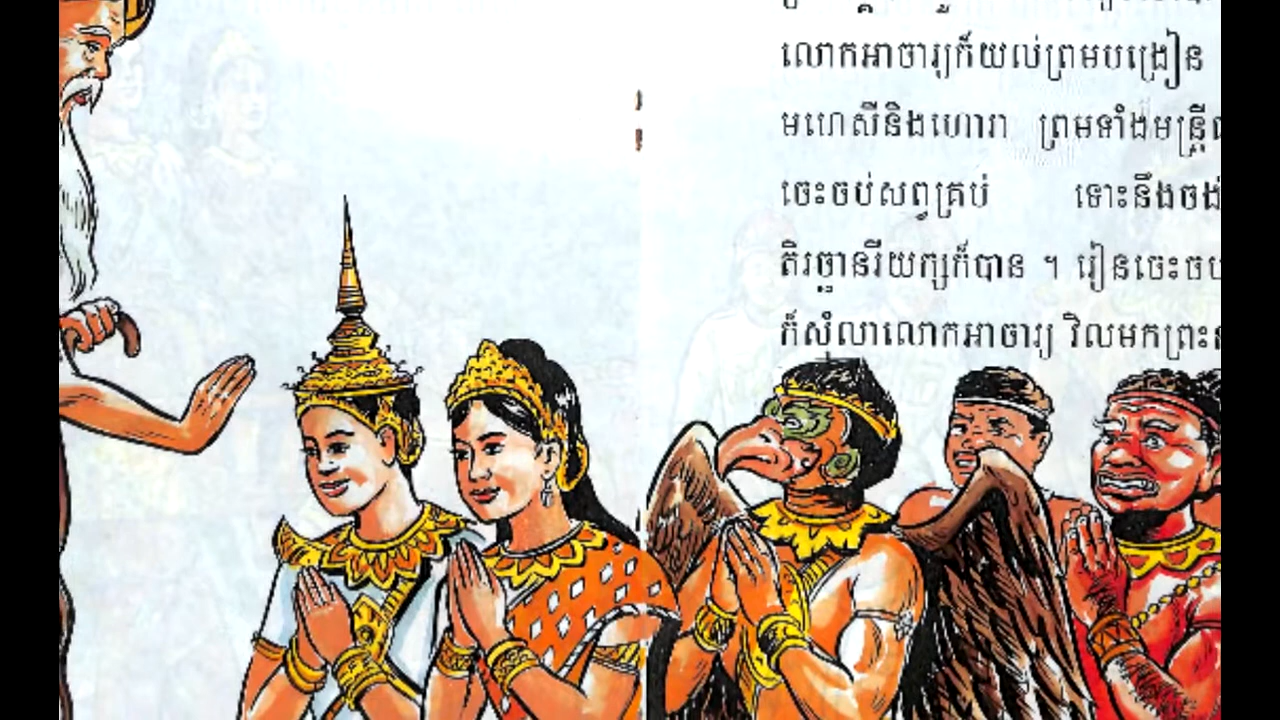 លោកអាចារ្យក៏យល់ព្រមបង្រៀន
មហេសីនិងហោរា ព្រមទាំងមន្ត្រី
ចេះចប់សព្វគ្រប់ ទោះនឹងចង់
តិរច្ឆានរឺយក្សក៏បាន ។ រៀនចេះចប
ក៏សុំលាលោកអាចារ្យ វិលមកព្រះ